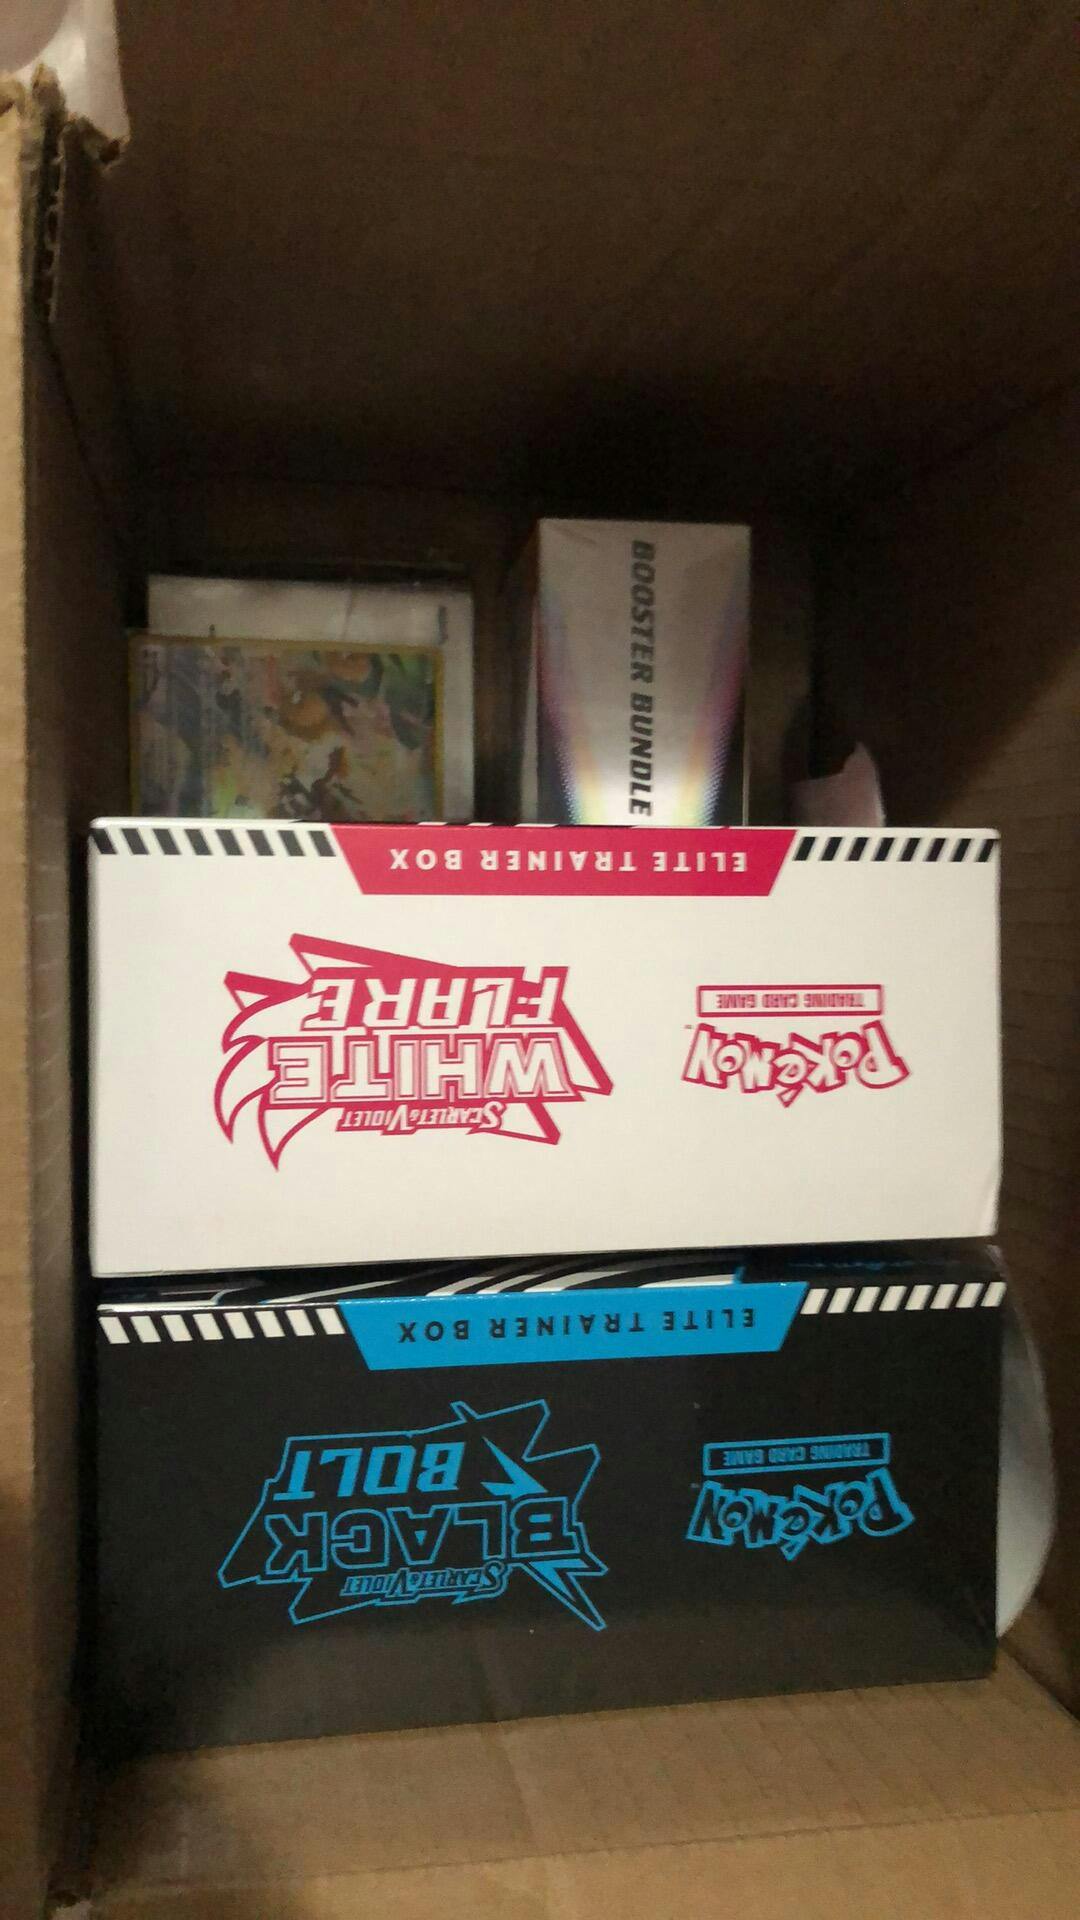 BOOSTER BUNDLE
ELITE TRAINER BOX
POKÉMON
TRADING CARD GAME
SCARLET & VIOLET
WHITE
FLARE
ELITE TRAINER BOX
POKÉMON
TRADING CARD GAME
SCARLET & VIOLET
BLACK
BOLT